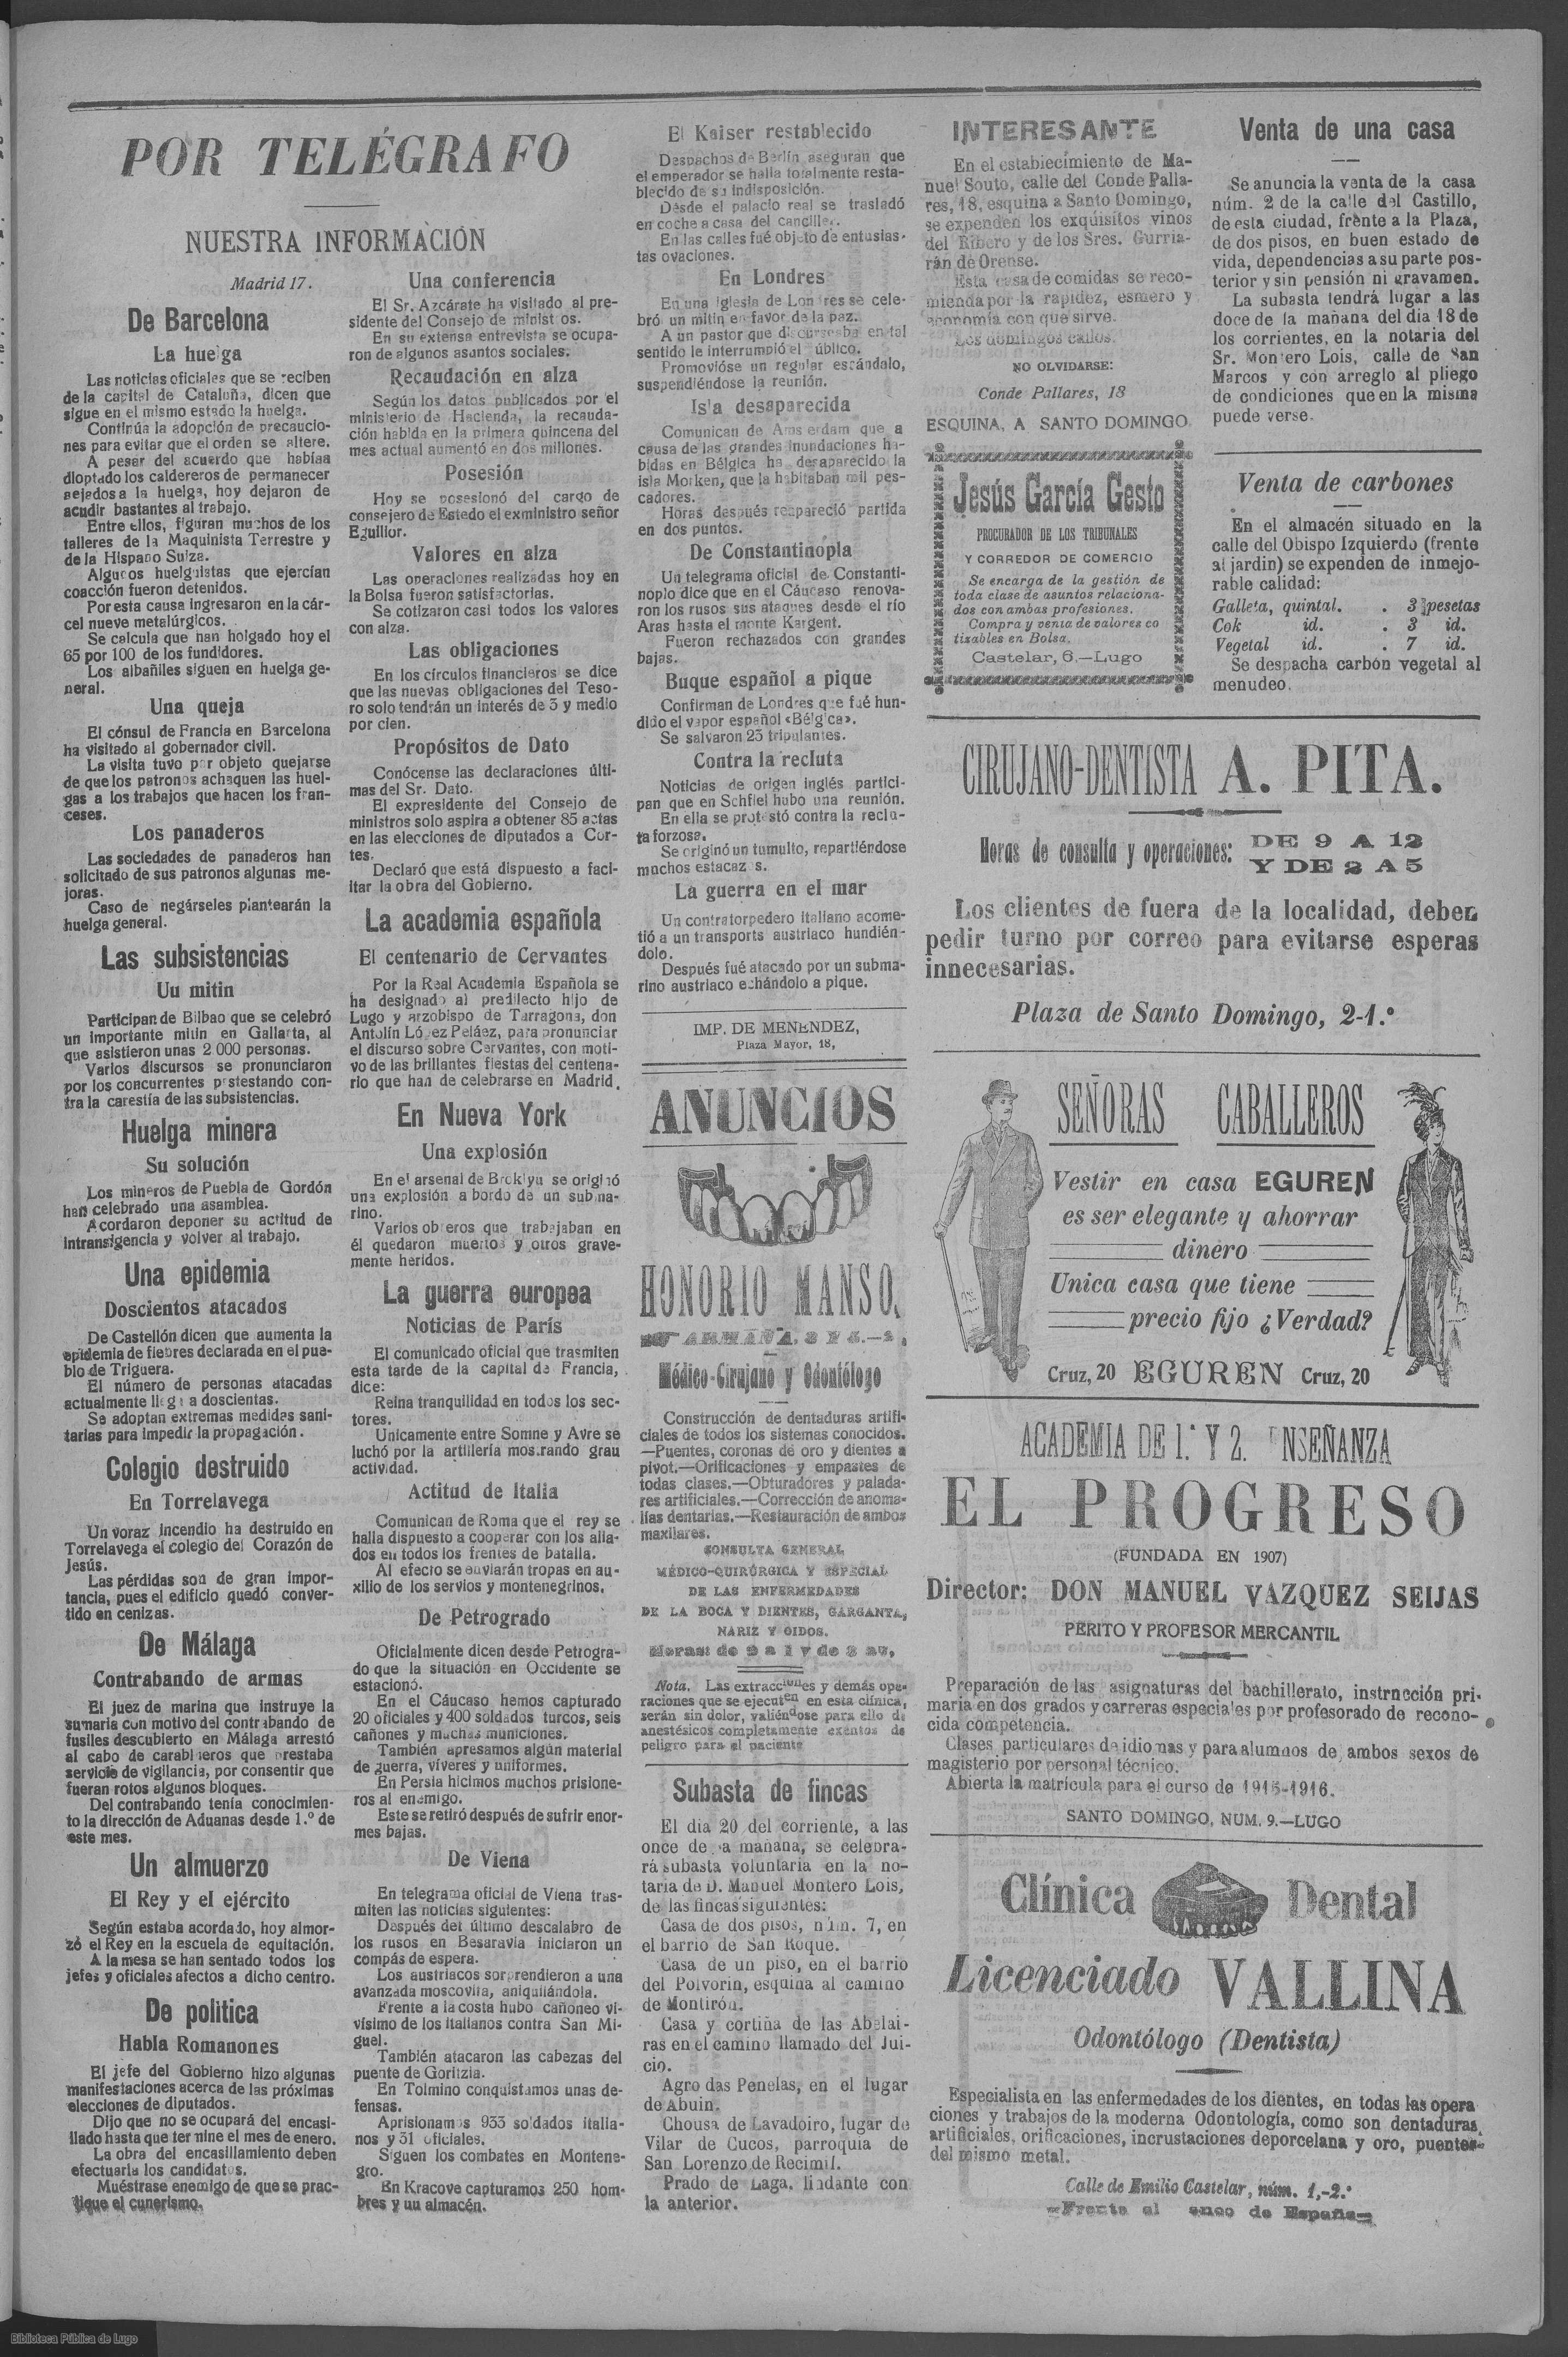 POR TELÉGRAFO
NUESTRA INFORMACIÓN
Madrid 17.
De Barcelona
La huelga
Las noticias oficiales que se reciben
de la capital de Cataluña, dicen que
sigue en el mismo estado la huelga.
Continúa la adopción de precaucio-
nes para evitar que el orden se altere.
A pesar del acuerdo que habían
dloptado los caldereros de permanecer
aejados a la huelga, hoy dejaron de
acudir bastantes al trabajo.
Entre ellos, figuran muchos de los
talleres de la Maquinista Terrestre y
de la Hispano Suiza.
Algunos huelguistas que ejercían
coacción fueron detenidos.
Por esta causa ingresaron en la cár-
cel nueve metalúrgicos.
Se calcula que han holgado hoy el
65 por 100 de los fundidores.
Los albañiles siguen en huelga ge-
neral.
Una queja
El cónsul de Francia en Barcelona
ha visitado al gobernador civil.
La visita tuvo por objeto quejarse
de que los patronos achaquen las huel-
gas a los trabajos que hacen los fran-
ceses.
Los panaderos
Las sociedades de panaderos han
solicitado de sus patronos algunas me-
joras.
Caso de negárseles plantearán la
huelga general.
Las subsistencias
Uu mitin
Participan de Bilbao que se celebró
un importante mitin en Gallarta, al
que asistieron unas 2 000 personas.
Varios discursos se pronunciaron
por los concurrentes prstestando con-
tra la carestía de las subsistencias.
Huelga minera
Su solución
Los mineros de Puebla de Gordón
han celebrado una asamblea.
Acordaron deponer su actitud de
intransigencia y volver al trabajo.
Una epidemia
Doscientos atacados
De Castellón dicen que aumenta la
epidemia de fiebres declarada en el pue-
blo de Triguera.
El número de personas atacadas
actualmente llega a doscientas.
Se adoptan extremas medidas sani-
tarias para impedir la propagación.
Colegio destruido
En Torrelavega
Un voraz incendio ha destruido en
Torrelavega el colegio del Corazón de
Jesús.
Las pérdidas son de gran impor-
tancia, pues el edificio quedó conver-
tido en cenizas.
De Málaga
Contrabando de armas
El juez de marina que instruye la
sumaria con motivo del contrabando de
fusiles descubierto en Málaga arrestó
al cabo de carabineros que prestaba
servicio de vigilancia, por consentir que
fueran rotos algunos bloques.
Del contrabando tenía conocimien-
to la dirección de Aduanas desde 1.º de
este mes.
Un almuerzo
El Rey y el ejército
Según estaba acordado, hoy almor-
zó el Rey en la escuela de equitación.
A la mesa se han sentado todos los
jefes y oficiales afectos a dicho centro.
De politica
Habla Romanones
El jefe del Gobierno hizo algunas
manifestaciones acerca de las próximas
elecciones de diputados.
Dijo que no se ocupará del encasi-
llado hasta que termine el mes de enero.
La obra del encasillamiento deben
efectuarla los candidatos.
Muéstrase enemigo de que se prac-
tique el cunerismo.
Una conferencia
El Sr. Azcárate ha visitado al pre-
sidente del Consejo de ministros.
En su extensa entrevista se ocupa-
ron de algunos asuntos sociales.
Recaudación en alza
Según los datos publicados por el
ministerio de Hacienda, la recauda-
ción habida en la primera quincena del
mes actual aumentó en dos millones.
Posesión
Hoy se posesionó del cargo de
consejero de Estedo el exministro señor
Eguilior.
Valores en alza
Las operaciones realizadas hoy en
la Bolsa fueron satisfactorias.
Se cotizaron casi todos los valores
con alza.
Las obligaciones
En los círculos financieros se dice
que las nuevas obligaciones del Teso-
ro solo tendrán un interés de 3 y medio
por cien.
Propósitos de Dato
Conócense las declaraciones últi-
mas del Sr. Dato.
El expresidente del Consejo de
ministros solo aspira a obtener 85 actas
en las elecciones de diputados a Cor-
tes.
Declaró que está dispuesto a faci-
litar la obra del Gobierno.
La academia española
El centenario de Cervantes
Por la Real Academia Española se
ha designado al predilecto hijo de
Lugo y arzobispo de Tarragona, don
Antolín López Peláez, para pronunciar
el discurso sobre Cervantes, con moti-
vo de las brillantes fiestas del centena-
rio que han de celebrarse en Madrid.
En Nueva York
Una explosión
En el arsenal de Broklyu se originó
una explosión a bordo de un subma-
rino.
Varios obreros que trabajaban en
él quedaron muertos y otros grave-
mente heridos.
La guerra europea
Noticias de París
El comunicado oficial que trasmiten
esta tarde de la capital de Francia,
dice:
Reina tranquilidad en todos los sec-
tores.
Unicamente entre Somne y Avre se
luchó por la artillería mostrando grau
actividad.
Actitud de Italia
Comunican de Roma que el rey se
halla dispuesto a cooperar con los alia-
dos en todos los frentes de batalla.
Al efecto se enviarán tropas en au-
xilio de los servios y montenegrinos.
De Petrogrado
Oficialmente dicen desde Petrogra-
do que la situación en Occidente se
estacionó.
En el Cáucaso hemos capturado
20 oficiales y 400 soldados turcos, seis
cañones y muchas municiones.
También apresamos algún material
de guerra, víveres y uniformes.
En Persia hicimos muchos prisione-
ros al enemigo.
Este se retiró después de sufrir enor-
mes bajas.
De Viena
En telegrama oficial de Viena tras-
miten las noticias siguientes:
Después del último descalabro de
los rusos en Besaravia iniciaron un
compás de espera.
Los austriacos sorprendieron a una
avanzada moscovita, aniquilándola.
Frente a la costa hubo cañoneo vi-
vísimo de los italianos contra San Mi-
guel.
También atacaron las cabezas del
puente de Goritzia.
En Tolmino conquistamos unas de-
fensas.
Aprisionamos 933 soldados italia-
nos y 31 oficiales.
Siguen los combates en Montene-
gro.
En Kracove capturamos 250 hom-
bres y uu almacén.
El Kaiser restablecido
Despachos de Berlín aseguran que
el emperador se halla totalmente resta-
blecido de su indisposición.
Desde el palacio real se trasladó
en coche a casa del canciller.
En las calles fué objeto de entusias-
tas ovaciones.
En Londres
En una iglesia de Londres se cele-
bró un mitin en favor de la paz.
A un pastor que discurseaba en tal
sentido le interrumpió el público.
Promovióse un regular escándalo,
suspendiéndose la reunión.
Isla desaparecida
Comunican de Amsterdam que a
causa de las grandes inundaciones ha-
bidas en Bélgica ha desaparecido la
isla Morken, que la habitaban mil pes-
cadores.
Horas después reapareció partida
en dos puntos.
De Constantinopla
Un telegrama oficial de Constanti-
noplo dice que en el Cáucaso renova-
ron los rusos sus ataques desde el río
Aras hasta el monte Kargent.
Fueron rechazados con grandes
bajas.
Buque español a pique
Confirman de Londres que fué hun-
dido el vapor español «Bélgica».
Se salvaron 23 tripulantes.
Contra la recluta
Noticias de origen inglés partici-
pan que en Schfiel hubo una reunión.
En ella se protestó contra la reclu-
ta forzosa.
Se originó un tumulto, repartiéndose
muchos estacazos.
La guerra en el mar
Un contratorpedero italiano acome-
tió a un transports austriaco hundién-
dolo.
Después fué atacado por un subma-
rino austriaco echándolo a pique.
IMP. DE MENENDEZ,
Plaza Mayor, 18,
ANUNCIOS
HONORIO MANSO,
Médico-Cirujano y Odontólogo
Construcción de dentaduras artifi-
ciales de todos los sistemas conocidos.
—Puentes, coronas de oro y dientes a
pivot.—Orificaciones y empastes de
todas clases.—Obturadores y palada-
res artificiales.—Corrección de anoma-
lías dentarias.—Restauración de ambos
maxilares.
CONSULTA GENERAL
MÉDICO-QUIRÚRGICA Y ESPECIAL
DE LAS ENFERMEDADES
DE LA BOCA Y DIENTES, GARGANTA,
NARIZ Y OIDOS.
Horas: de 9 a 1 y de 3 a
Nota. Las extracciones y demás ope-
raciones que se ejecuten en esta clínica,
serán sin dolor, valiéndose para ello de
anestésicos completamente exentos de
peligro para el paciente
Subasta de fincas
El dia 20 del corriente, a las
once de la mañana, se celebra-
rá subasta voluntaria en la no-
taria de D. Manuel Montero Lois,
de las fincas siguientes:
Casa de dos pisos, núm. 7, en
el barrio de San Roque.
Casa de un piso, en el barrio
del Polvorin, esquina al camino
de Montirón.
Casa y cortiña de las Abelai-
ras en el camino llamado del Jui-
cio.
Agro das Penelas, en el lugar
de Abuin.
Chousa de Lavadoiro, lugar de
Vilar de Cucos, parroquia de
San Lorenzo de Recimil.
Prado de Laga, lindante con
la anterior.
INTERESANTE
En el establecimiento de Ma-
nuel Souto, calle del Conde Palla-
res, 18, esquina a Santo Domingo,
se expenden los exquisitos vinos
del Ribero y de los Sres. Gurria-
rán de Orense.
Esta casa de comidas se reco-
mienda por la rapidez, esmero y
economía con que sirve.
Los domingos callos.
NO OLVIDARSE:
Conde Pallares, 18
ESQUINA, A SANTO DOMINGO
Jesús García Gesto
PROCURADOR DE LOS TRIBUNALES
Y CORREDOR DE COMERCIO
Se encarga de la gestión de
toda clase de asuntos relaciona-
dos con ambas profesiones.
Compra y venta de valores co
tizables en Bolsa.
Castelar, 6.—Lugo
Venta de una casa
Se anuncia la venta de la casa
núm. 2 de la calle del Castillo,
de esta ciudad, frente a la Plaza,
de dos pisos, en buen estado de
vida, dependencias a su parte pos-
terior y sin pensión ni gravamen.
La subasta tendrá lugar a las
doce de la mañana del dia 18 de
los corrientes, en la notaria del
Sr. Montero Lois, calle de San
Marcos y con arreglo al pliego
de condiciones que en la misma
puede verse.
Venta de carbones
En el almacén situado en la
calle del Obispo Izquierdo (frente
al jardin) se expenden de inmejo-
rable calidad:
Galleta, quintal. . 3 pesetas
Cok id. . 3 id.
Vegetal id. . 7 id.
Se despacha carbón vegetal al
menudeo.
CIRUJANO-DENTISTA A. PITA.
Horas de consulta y operaciones: DE 9 A 12
Y DE 2 A 5
Los clientes de fuera de la localidad, deben
pedir turno por correo para evitarse esperas
innecesarias.
Plaza de Santo Domingo, 2-1.º
SEÑORAS CABALLEROS
Vestir en casa EGUREN
es ser elegante y ahorrar
dinero
Unica casa que tiene
precio fijo ¿Verdad?
Cruz, 20 EGUREN Cruz, 20
ACADEMIA DE 1.ª Y 2. ENSEÑANZA
EL PROGRESO
(FUNDADA EN 1907)
Director: DON MANUEL VAZQUEZ SEIJAS
PERITO Y PROFESOR MERCANTIL
Preparación de las asignaturas del bachillerato, instrncción pri-
maria en dos grados y carreras especiales por profesorado de recono-
cida competencia.
Clases particulares de idiomas y para alumnos de ambos sexos de
magisterio por personal técnico.
Abierta la matrícula para el curso de 1915-1916.
SANTO DOMINGO, NUM. 9.—LUGO
Clínica Dental
Licenciado VALLINA
Odontólogo (Dentista)
Especialista en las enfermedades de los dientes, en todas las opera
ciones y trabajos de la moderna Odontología, como son dentaduras
artificiales, orificaciones, incrustaciones de porcelana y oro, puentes
del mismo metal.
Calle de Emilio Castelar, núm. 1,-2.º
Frente al anco de España
Biblioteca Pública de Lugo